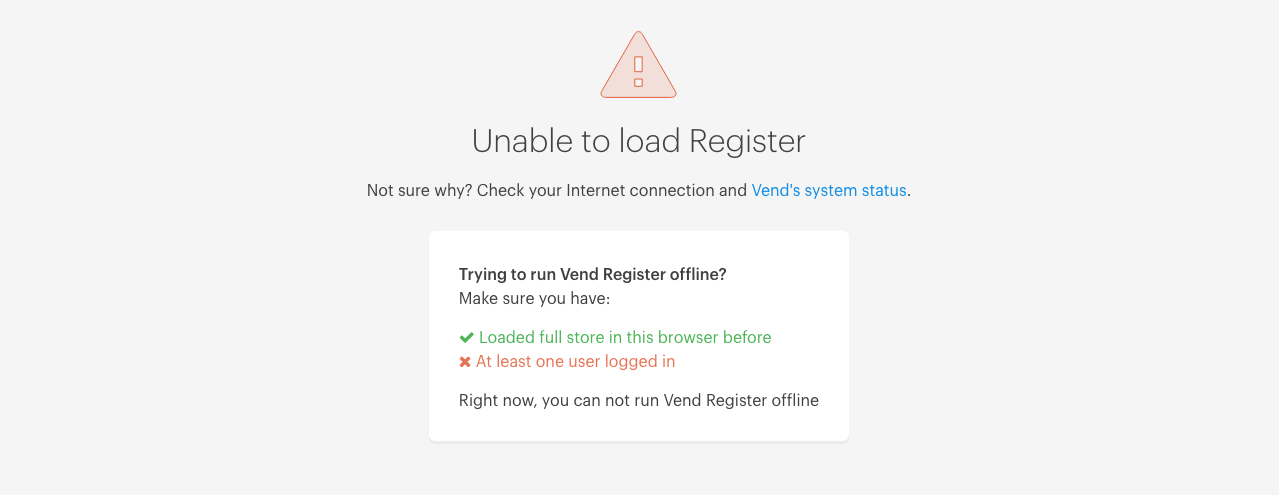 Unable to load Register
Not sure why? Check your Internet connection and Vend's system status.
Trying to run Vend Register offline?
Make sure you have:
✔ Loaded full store in this browser before
✖ At least one user logged in
Right now, you can not run Vend Register offline